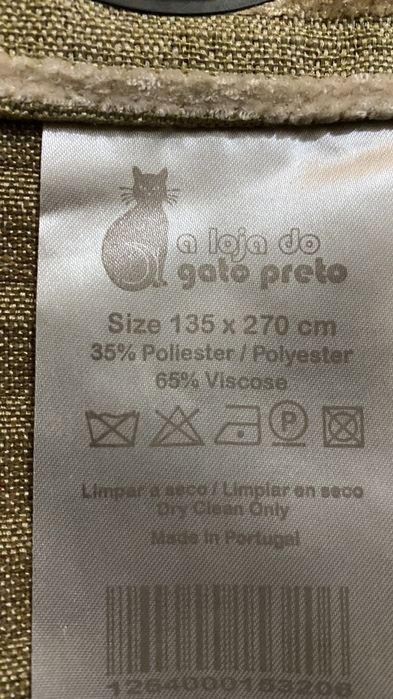 a loja do
gato preto
Size 135 x 270 cm
35% Poliester / Polyester
65% Viscose
P
Limpar a seco / Limpiar en seco
Dry Clean Only
Made in Portugal